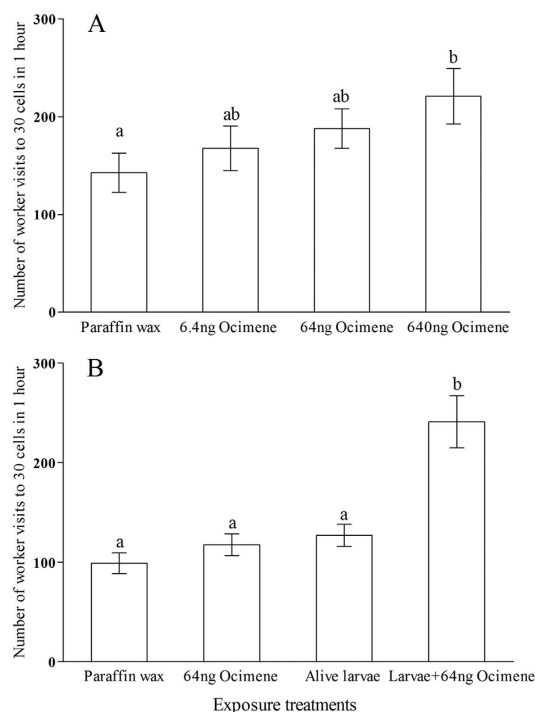 A
Number of worker visits to 30 cells in 1 hour
300
200
100
0
a
ab
ab
b
Paraffin wax 6.4ng Ocimene 64ng Ocimene 640ng Ocimene
B
Number of worker visits to 30 cells in 1 hour
300
200
100
0
a
a
a
b
Paraffin wax 64ng Ocimene Alive larvae Larvae+64ng Ocimene
Exposure treatments